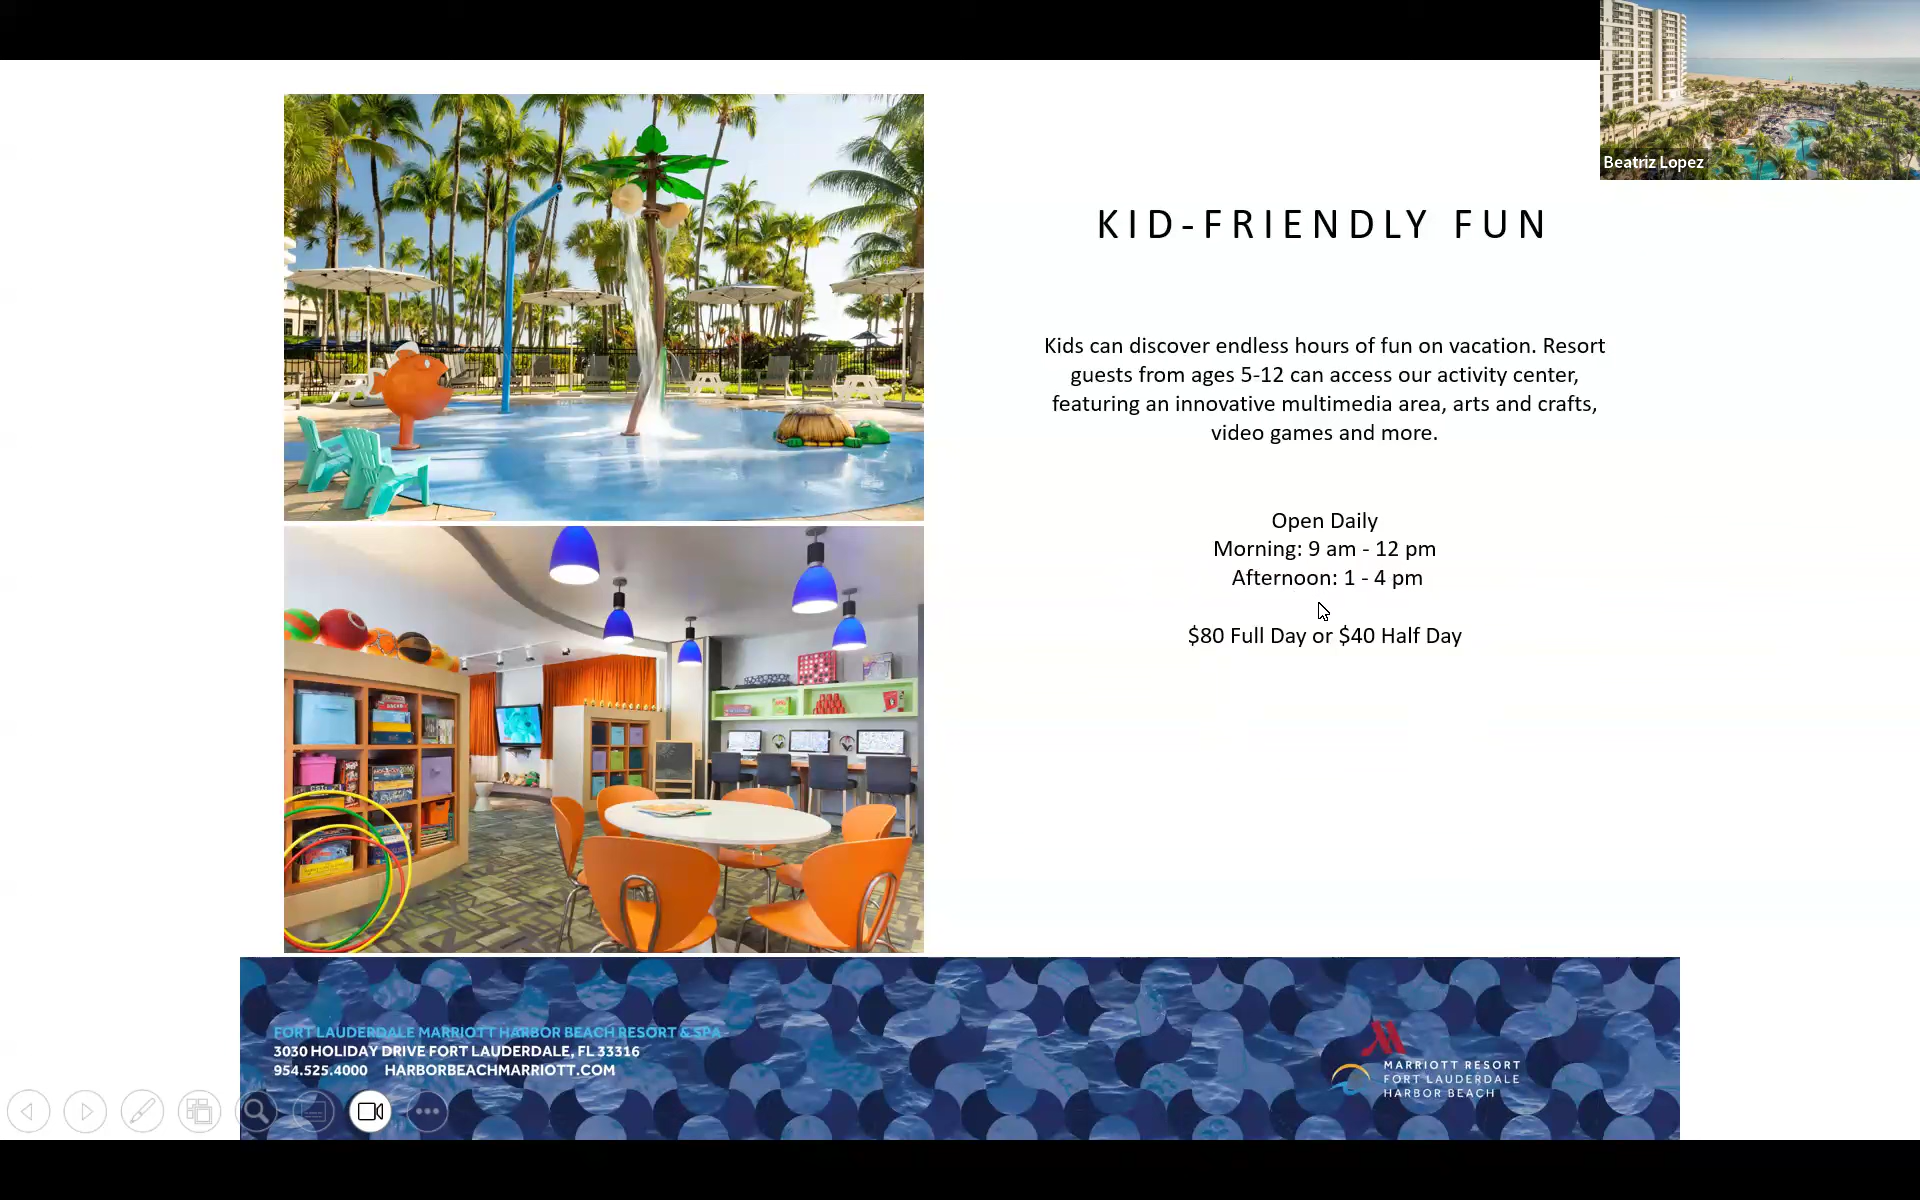 Beatriz Lopez
KID-FRIENDLY FUN
Kids can discover endless hours of fun on vacation. Resort
guests from ages 5-12 can access our activity center,
featuring an innovative multimedia area, arts and crafts,
video games and more.
Open Daily
Morning: 9 am - 12 pm
Afternoon: 1 - 4 pm
$80 Full Day or $40 Half Day
FORT LAUDERDALE MARRIOTT HARBOR BEACH RESORT & SPA
3030 HOLIDAY DRIVE FORT LAUDERDALE, FL 33316
954.525.4000 HARBORBEACHMARRIOTT.COM
MARRIOTT RESORT
FORT LAUDERDALE
HARBOR BEACH